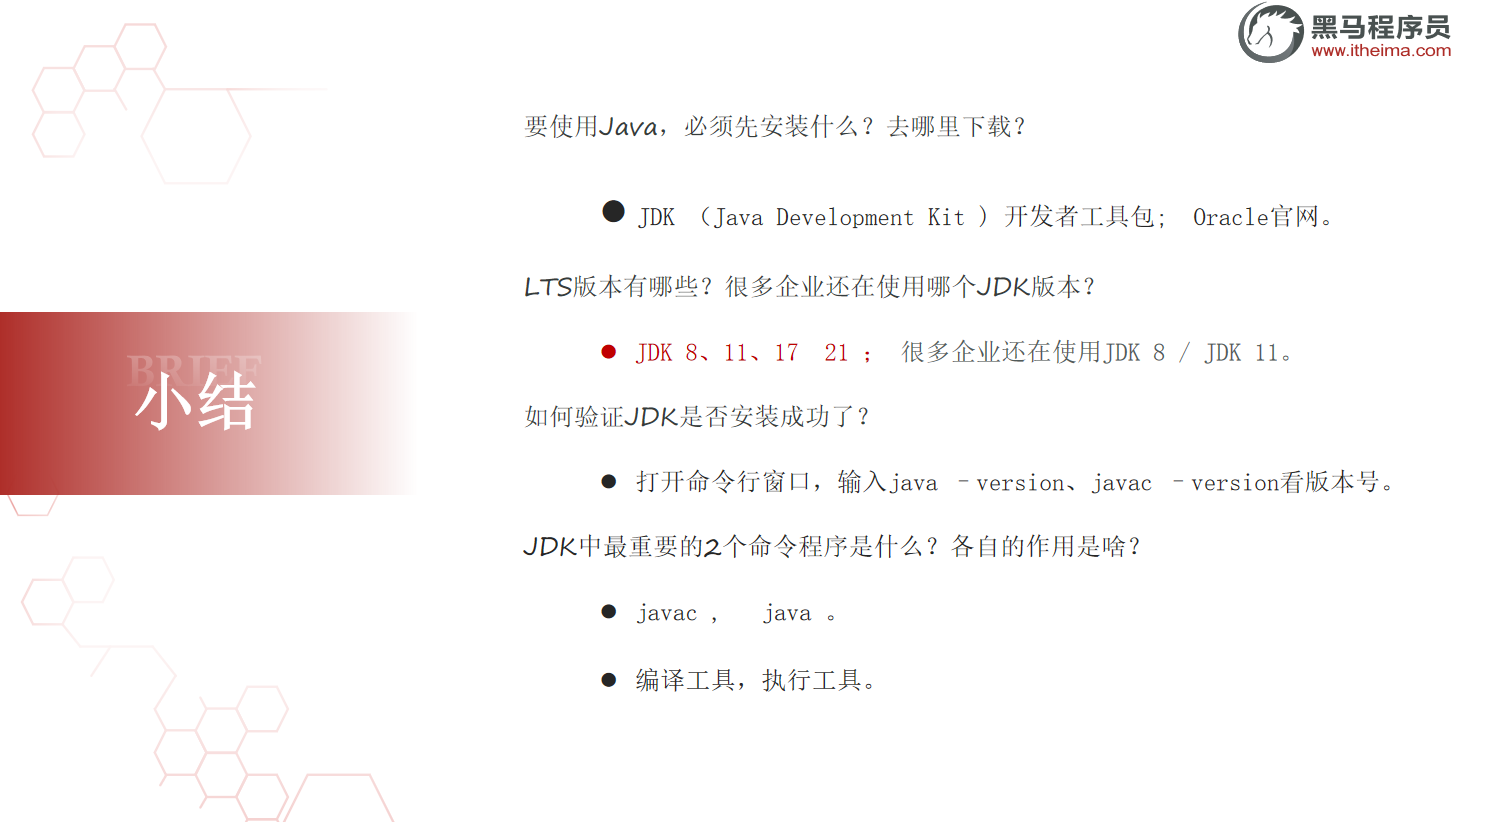 黑马程序员
www.itheima.com
要使用Java，必须先安装什么？去哪里下载？
● JDK （Java Development Kit ）开发者工具包； Oracle官网。
LTS版本有哪些？很多企业还在使用哪个JDK版本？
● JDK 8、11、17 21 ； 很多企业还在使用JDK 8 / JDK 11。
BRIEF
小结
如何验证JDK是否安装成功了？
● 打开命令行窗口，输入java –version、javac –version看版本号。
JDK中最重要的2个命令程序是什么？各自的作用是啥？
● javac ， java 。
● 编译工具，执行工具。